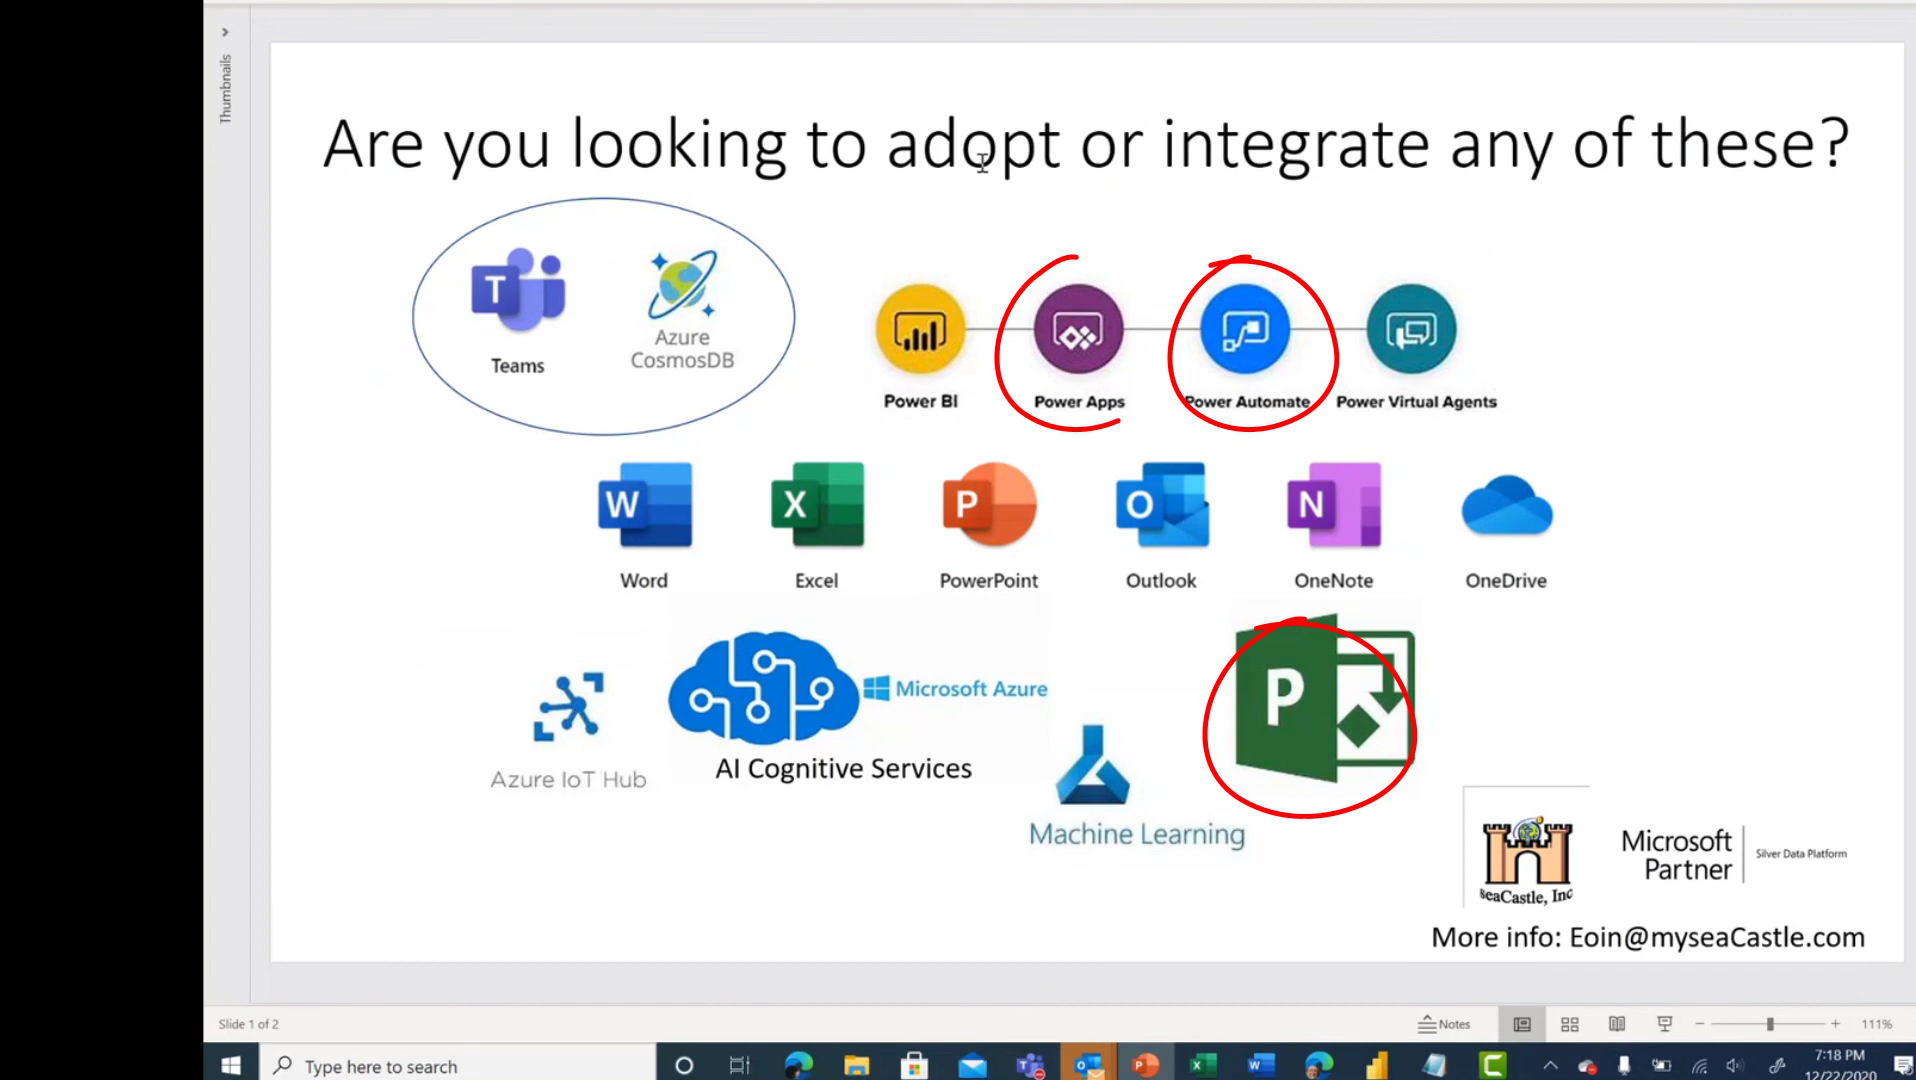 Thumbnails
Are you looking to adopt or integrate any of these?
T
Teams
Azure
CosmosDB
Power BI
Power Apps
Power Automate
Power Virtual Agents
W
X
P
O
N
Word
Excel
PowerPoint
Outlook
OneNote
OneDrive
Azure IoT Hub
Microsoft Azure
AI Cognitive Services
Machine Learning
P
SeaCastle, Inc
Microsoft
Partner
Silver Data Platform
More info: Eoin@myseaCastle.com
Slide 1 of 2
Notes
111%
Type here to search
7:18 PM
12/22/2020